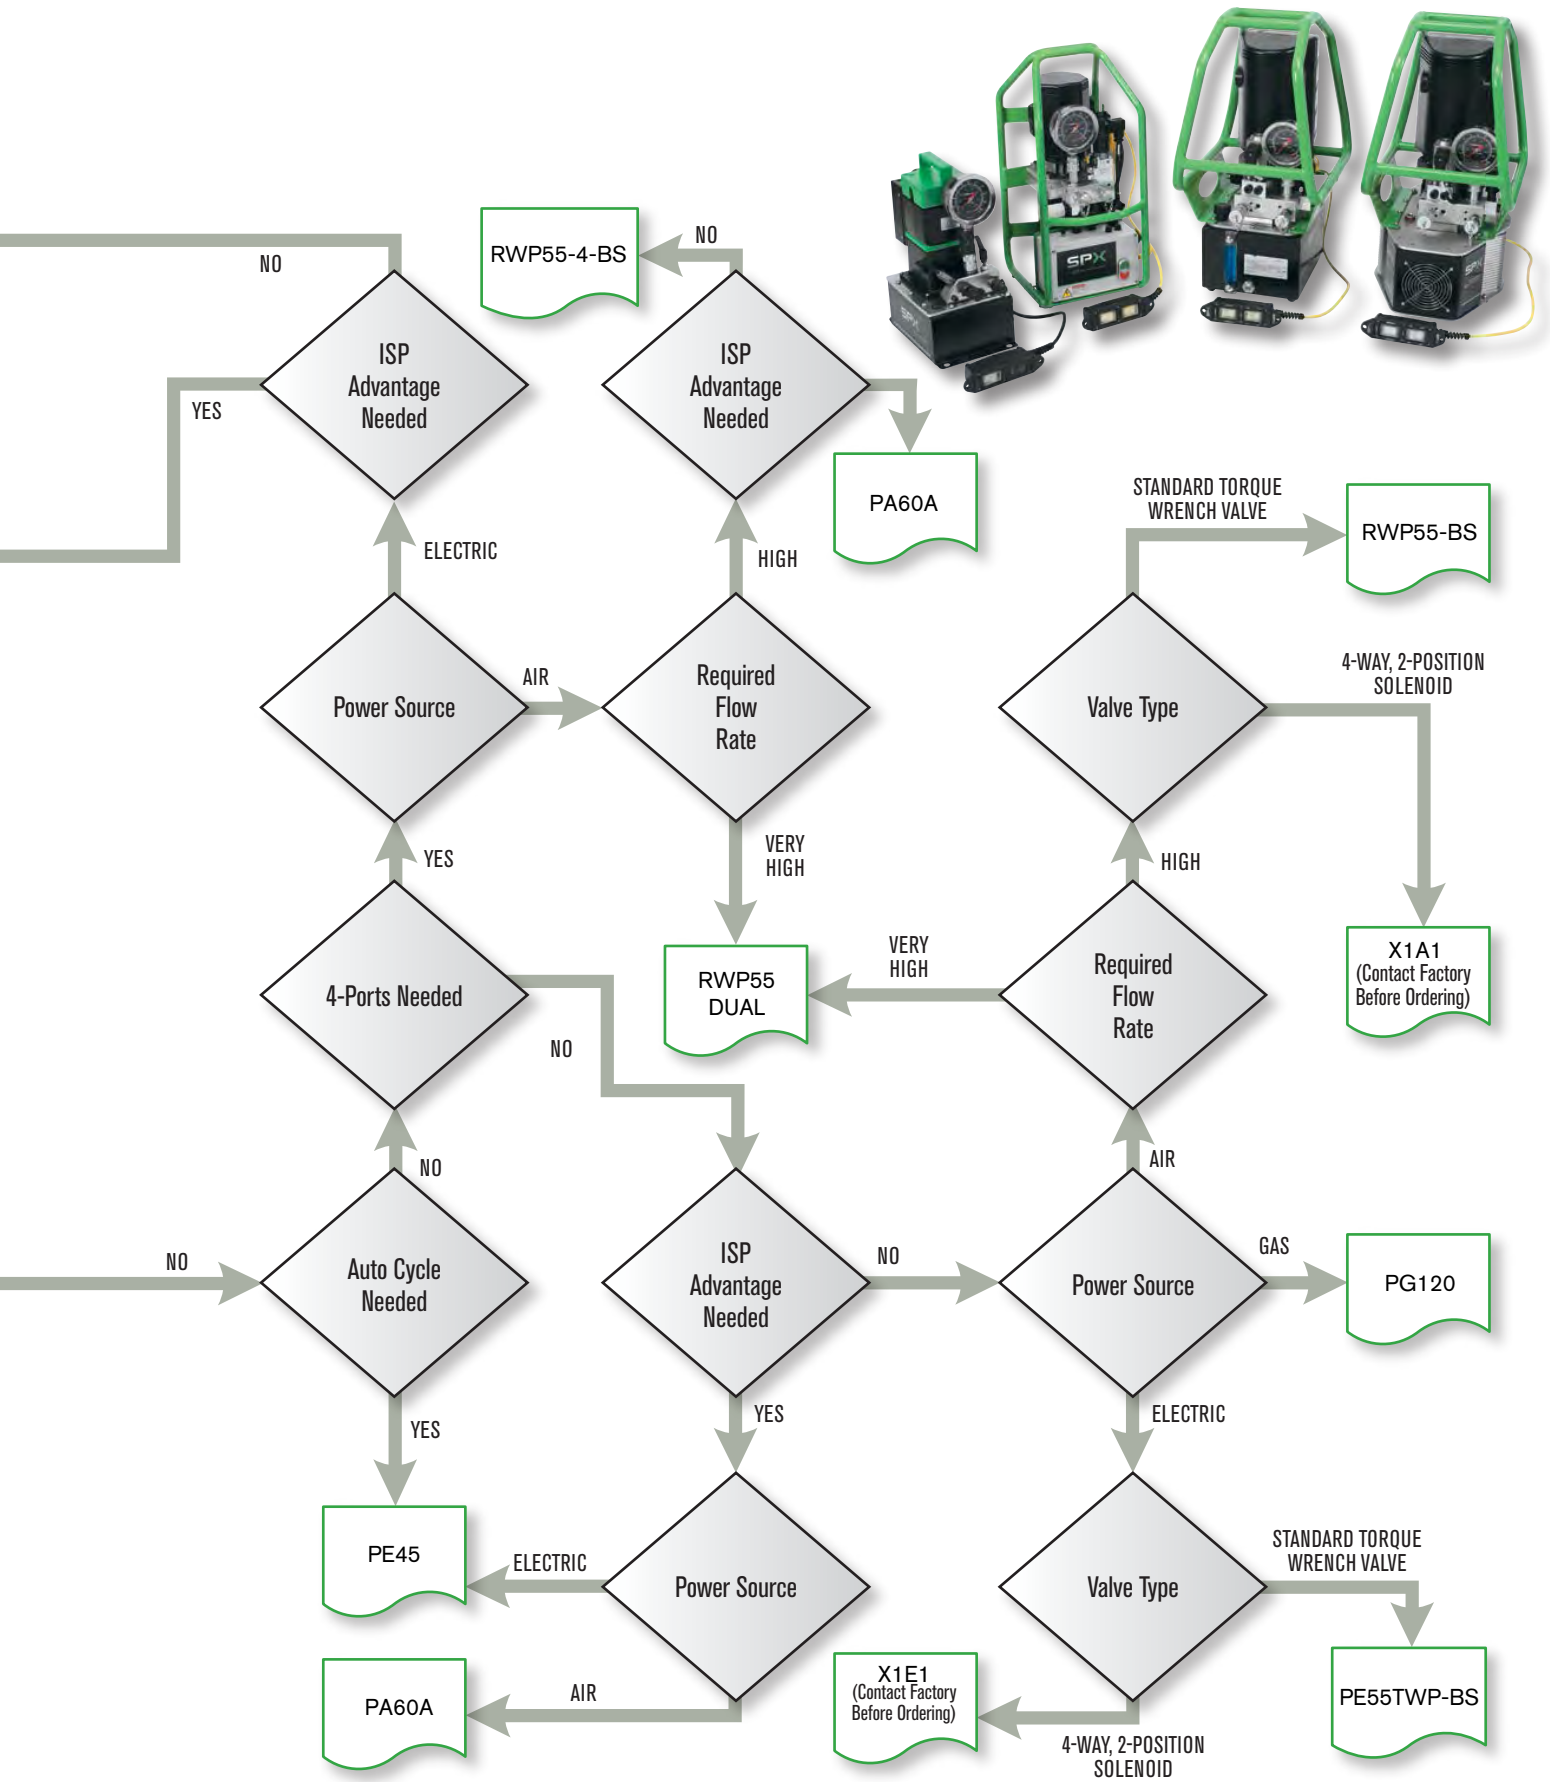 SPX
SPX
SPX
NO
RWP55-4-BS
NO
ISP
Advantage
Needed
YES
ISP
Advantage
Needed
PA60A
STANDARD TORQUE
WRENCH VALVE
RWP55-BS
ELECTRIC
HIGH
4-WAY, 2-POSITION
SOLENOID
Power Source
AIR
Required
Flow
Rate
Valve Type
YES
VERY
HIGH
HIGH
4-Ports Needed
NO
RWP55
DUAL
VERY
HIGH
Required
Flow
Rate
X1A1
(Contact Factory
Before Ordering)
NO
AIR
NO
Auto Cycle
Needed
ISP
Advantage
Needed
NO
Power Source
GAS
PG120
YES
YES
ELECTRIC
PE45
ELECTRIC
Power Source
Valve Type
STANDARD TORQUE
WRENCH VALVE
PA60A
AIR
X1E1
(Contact Factory
Before Ordering)
4-WAY, 2-POSITION
SOLENOID
PE55TWP-BS